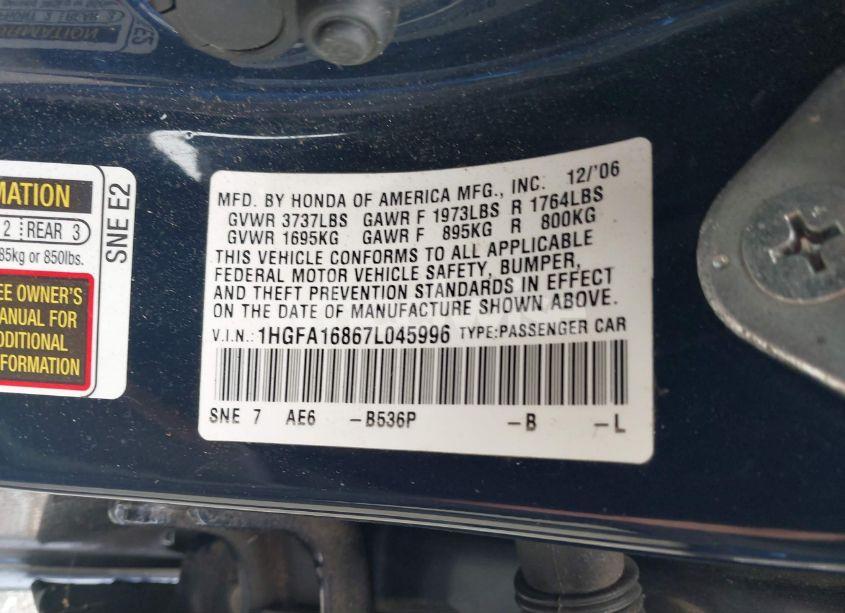 MFD. BY HONDA OF AMERICA MFG., INC. 12/'06
GVWR 3737LBS GAWR F 1973LBS R 1764LBS
GVWR 1695KG GAWR F 895KG R 800KG
THIS VEHICLE CONFORMS TO ALL APPLICABLE
FEDERAL MOTOR VEHICLE SAFETY, BUMPER,
AND THEFT PREVENTION STANDARDS IN EFFECT
ON THE DATE OF MANUFACTURE SHOWN ABOVE.
V.I.N.: 1HGFA16867L045996 TYPE:PASSENGER CAR
SNE 7 AE6 -B536P -B -L
MATION
2 REAR 3
85kg or 850lbs.
EE OWNER'S
ANUAL FOR
DDITIONAL
FORMATION
SNE E2